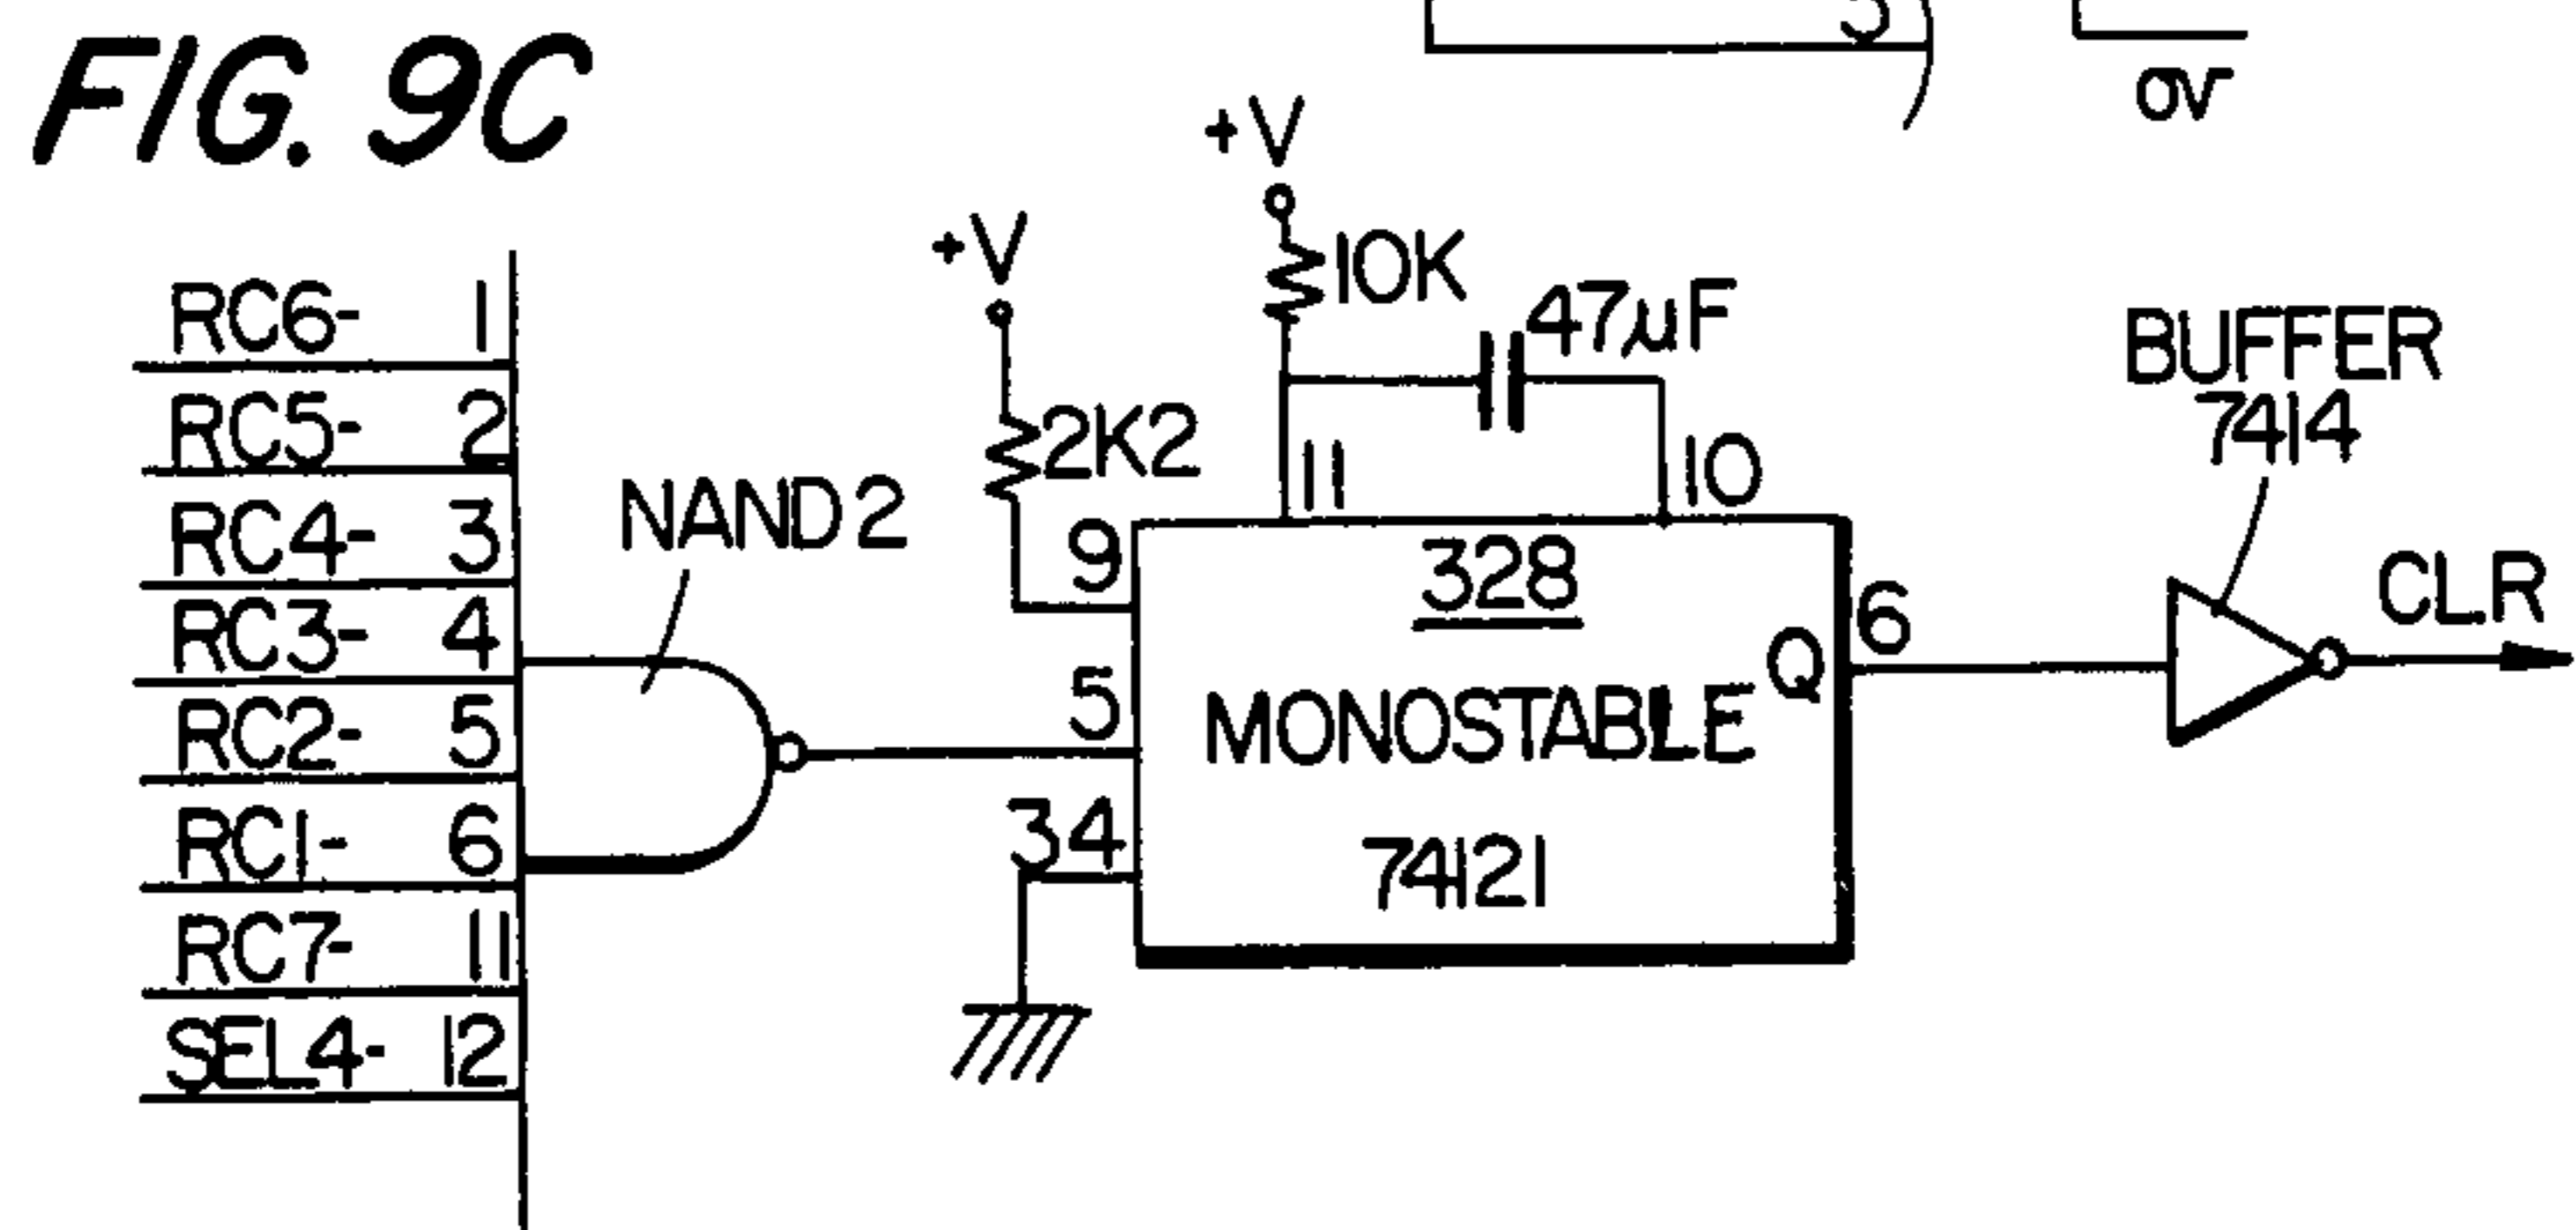 FIG. 9C
5
0V
+V
+V
10K
47µF
2K2
11
10
RC6- 1
RC5- 2
RC4- 3
RC3- 4
RC2- 5
RC1- 6
RC7- 11
SEL4- 12
NAND 2
9
5
34
328
MONOSTABLE
74121
Q
6
BUFFER
7414
CLR